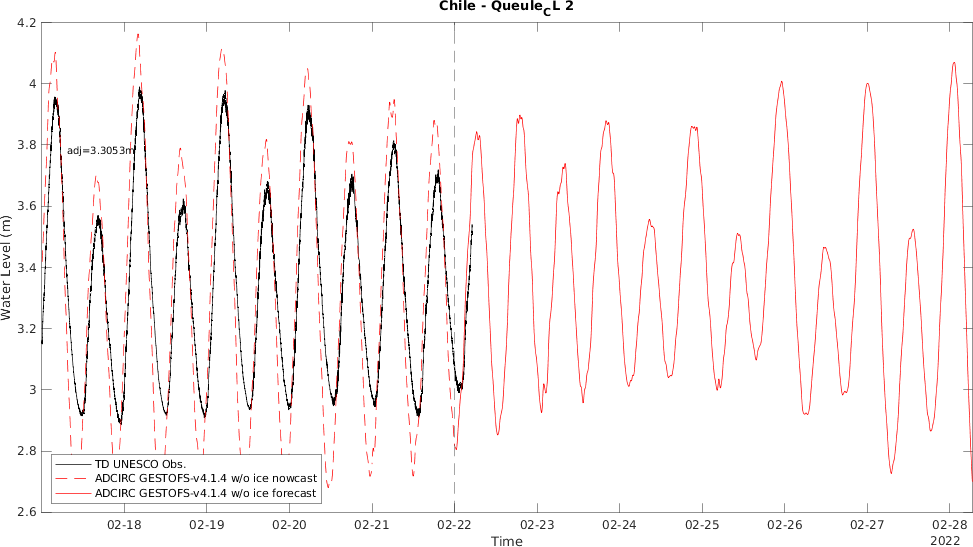 Chile - Queule_CL 2
4.2
4
3.8
3.6
3.4
3.2
3
2.8
2.6
Water Level (m)
adj=3.3053m
TD UNESCO Obs.
ADCIRC GESTOFS-v4.1.4 w/o ice nowcast
ADCIRC GESTOFS-v4.1.4 w/o ice forecast
02-18 02-19 02-20 02-21 02-22 02-23 02-24 02-25 02-26 02-27 02-28
Time 2022